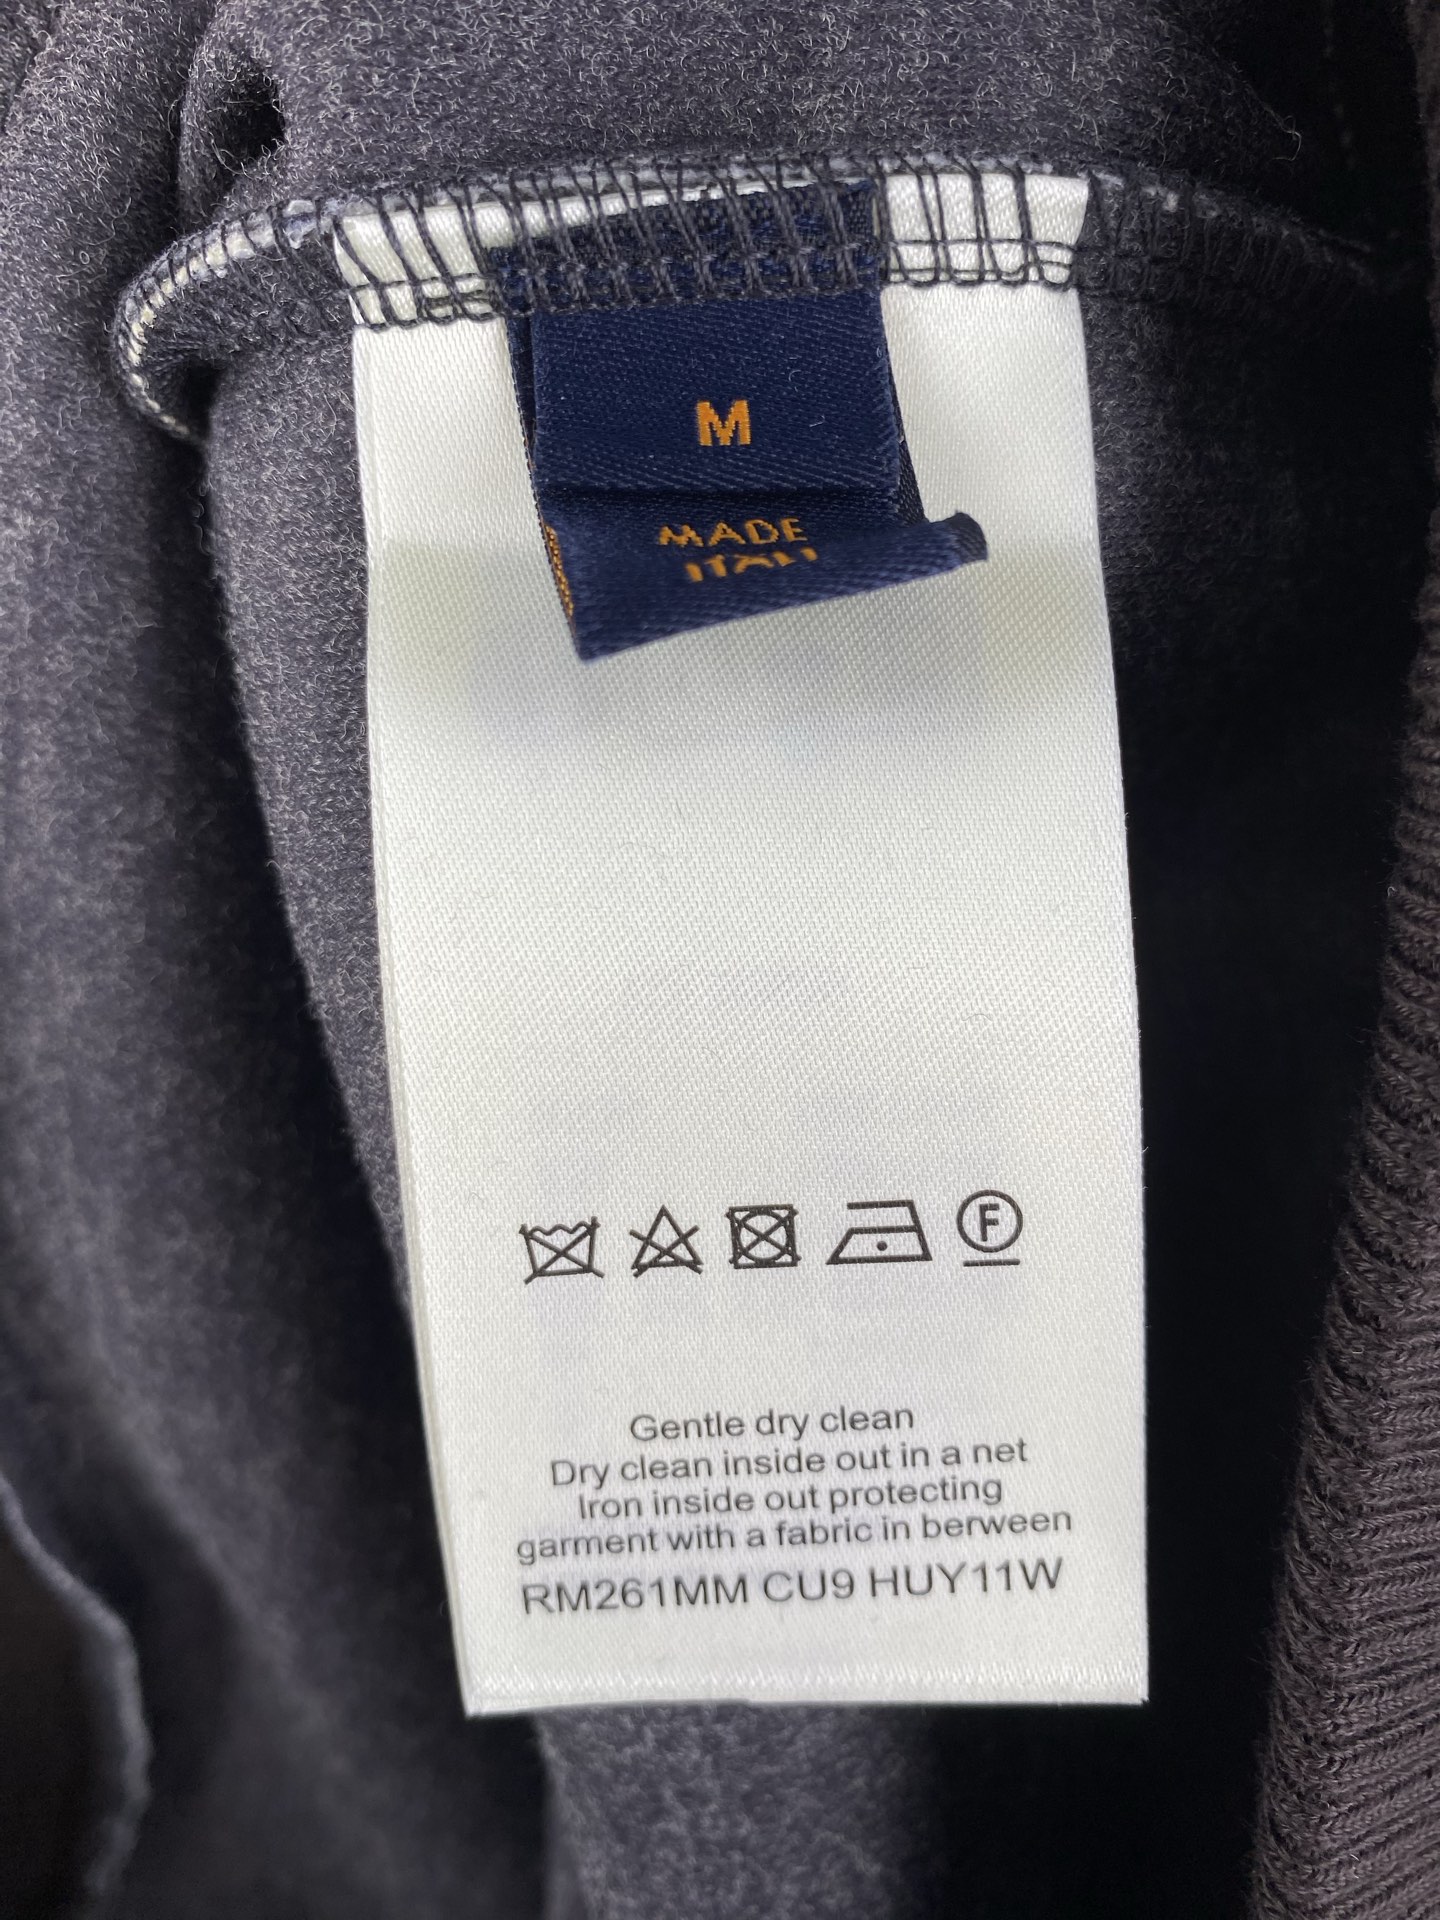 M
MADE
Gentle dry clean
Dry clean inside out in a net
Iron inside out protecting
garment with a fabric in berween
RM261MM CU9 HUY11W
F